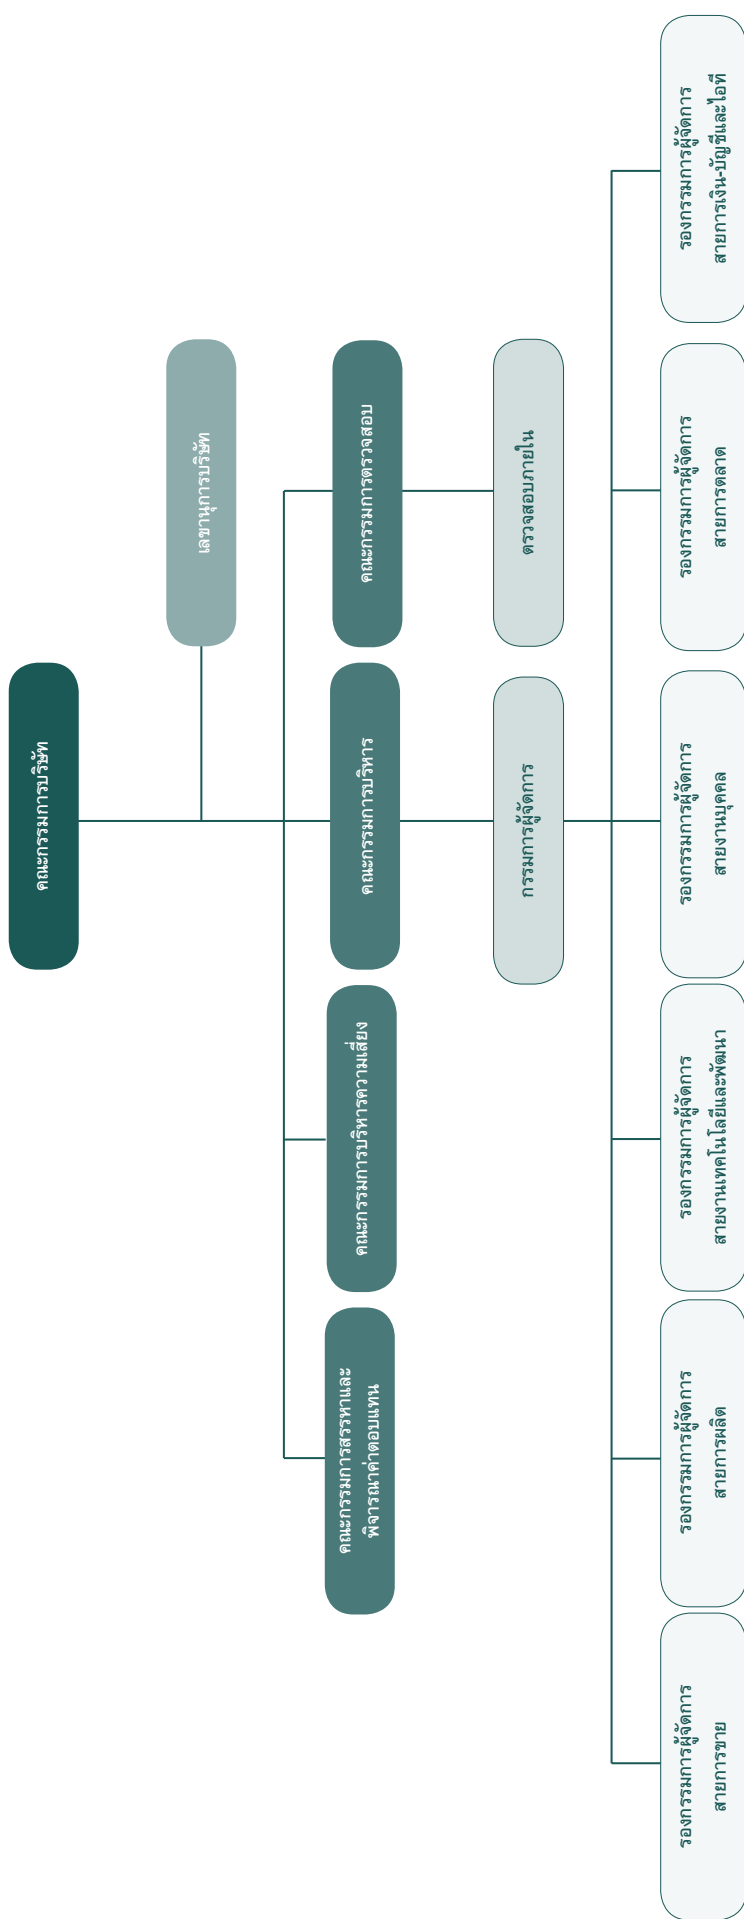 คณะกรรมการบริษัท
เลขานุการบริษัท
คณะกรรมการสรรหาและ
พิจารณาค่าตอบแทน
คณะกรรมการบริหารความเสี่ยง
คณะกรรมการบริหาร
คณะกรรมการตรวจสอบ
กรรมการผู้จัดการ
ตรวจสอบภายใน
รองกรรมการผู้จัดการ
สายการขาย
รองกรรมการผู้จัดการ
สายการผลิต
รองกรรมการผู้จัดการ
สายงานเทคโนโลยีและพัฒนา
รองกรรมการผู้จัดการ
สายงานบุคคล
รองกรรมการผู้จัดการ
สายการตลาด
รองกรรมการผู้จัดการ
สายการเงิน-บัญชีและไอที